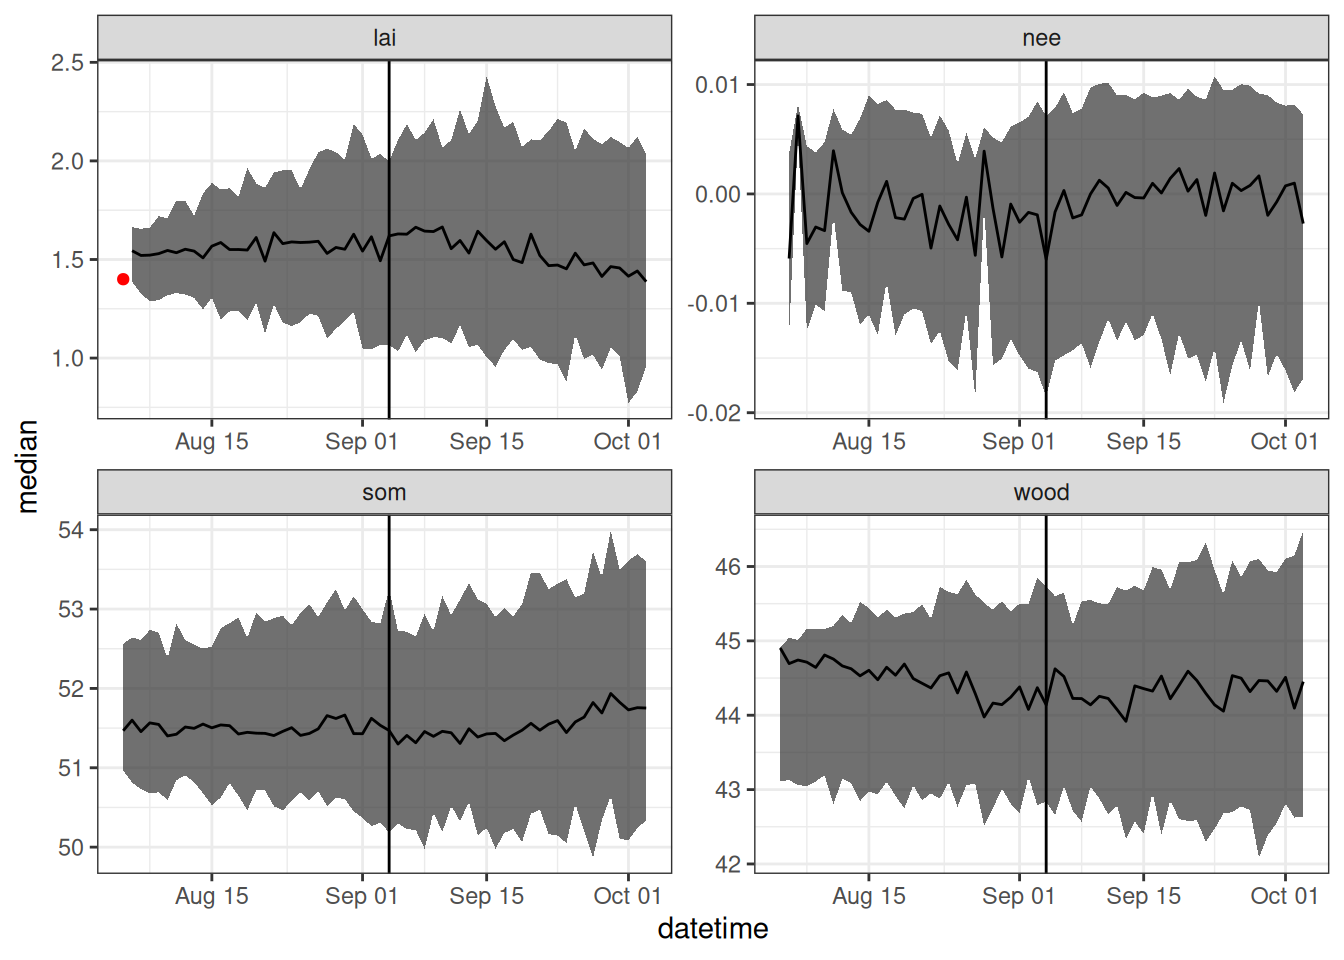 lai
nee
2.5
2.0
1.5
1.0
0.01
0.00
-0.01
-0.02
Aug 15 Sep 01 Sep 15 Oct 01
Aug 15 Sep 01 Sep 15 Oct 01
median
som
wood
54
53
52
51
50
46
45
44
43
42
Aug 15 Sep 01 Sep 15 Oct 01
Aug 15 Sep 01 Sep 15 Oct 01
datetime